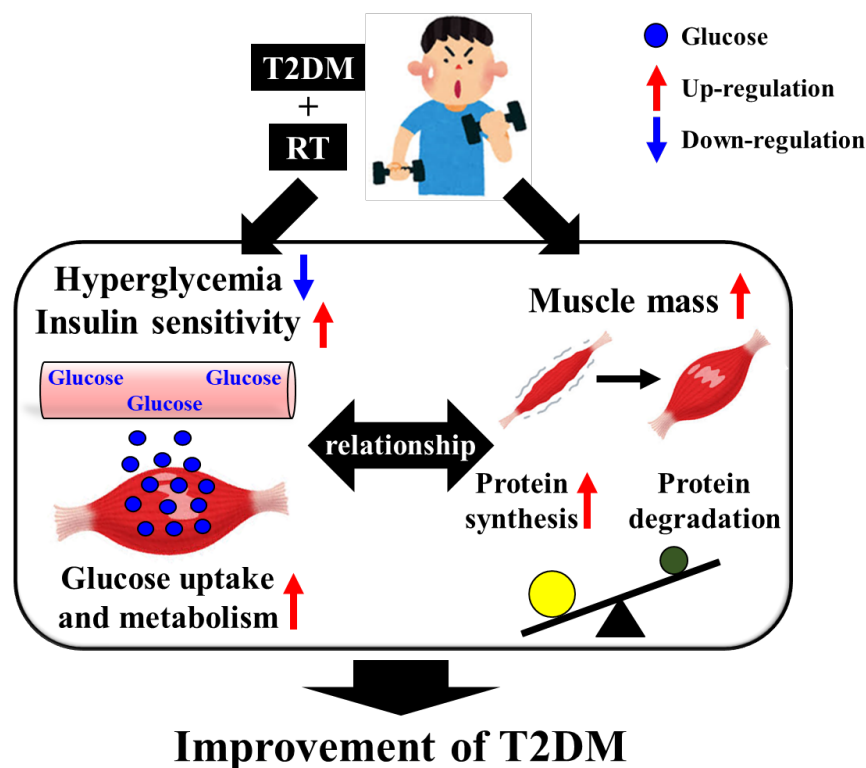 T2DM
+
RT
Glucose
Up-regulation
Down-regulation
Hyperglycemia
Insulin sensitivity
Glucose
Glucose
Glucose
Glucose uptake
and metabolism
relationship
Muscle mass
Protein
synthesis
Protein
degradation
Improvement of T2DM